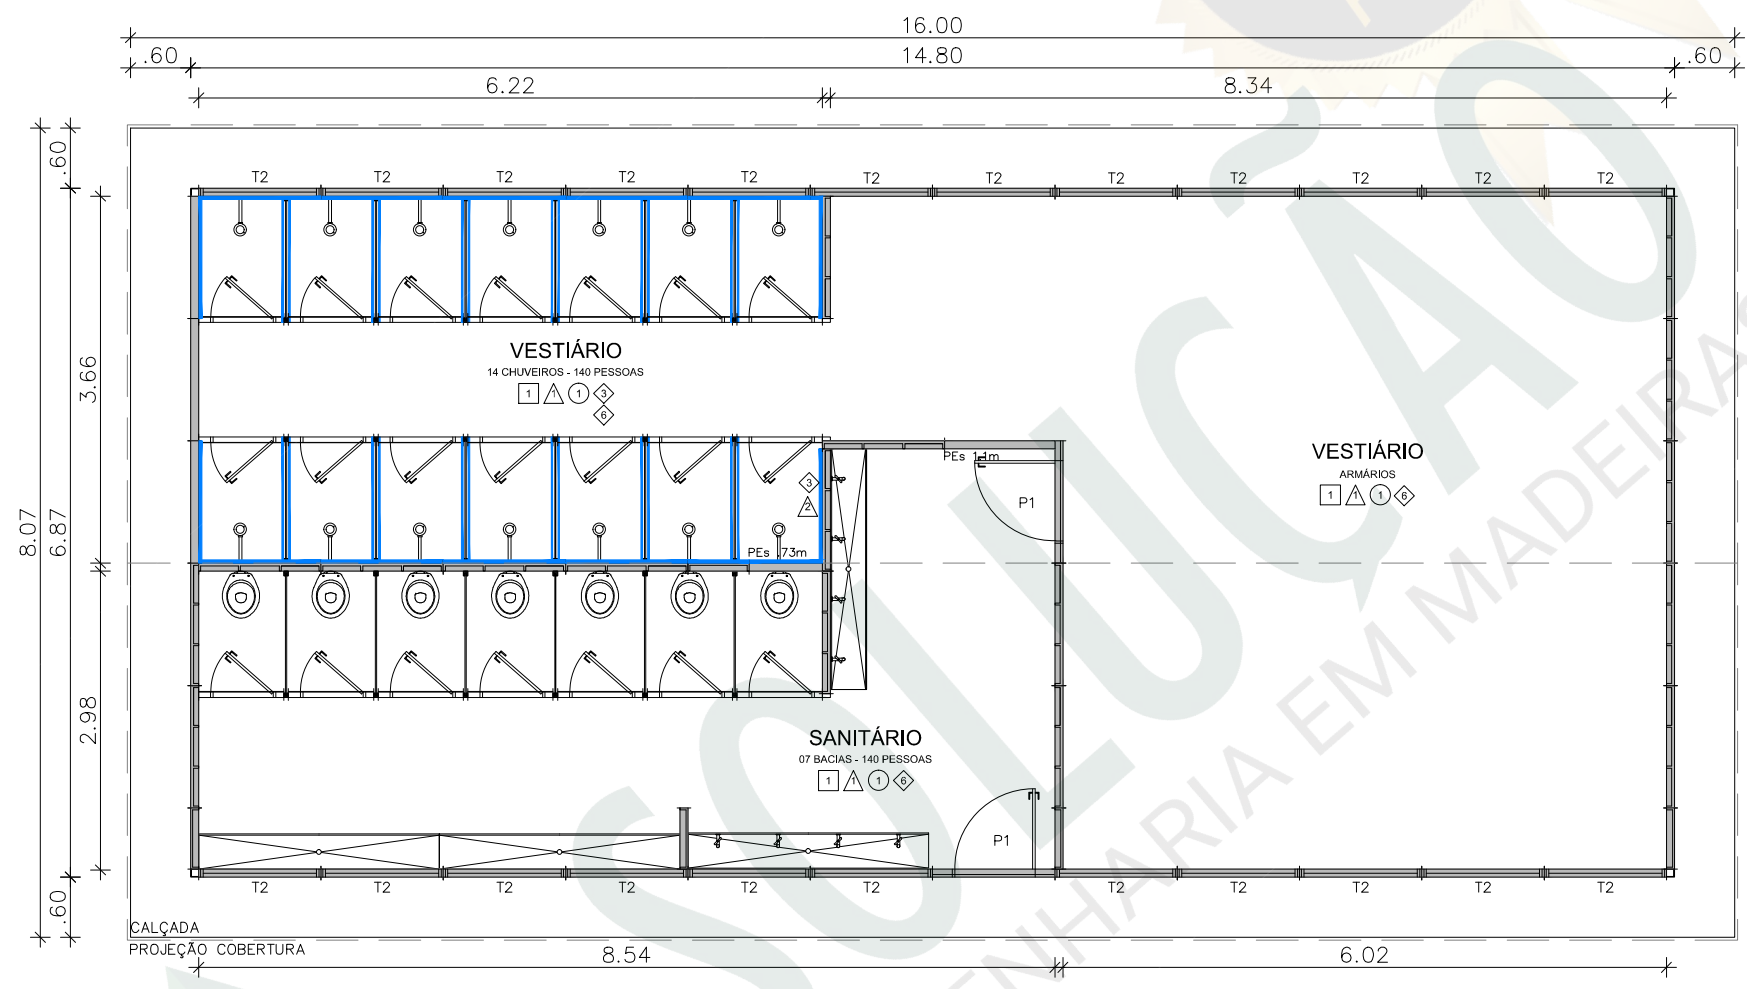 16.00
.60 14.80 .60
6.22 8.34
T2 T2 T2 T2 T2 T2 T2 T2 T2 T2 T2 T2
.60
8.07
6.87
3.66
2.98
.60
VESTIÁRIO
14 CHUVEIROS - 140 PESSOAS
1 1 1 3
6
3
2
PEs .73m
PEs 1.1m
P1
VESTIÁRIO
ARMÁRIOS
1 1 1 6
SANITÁRIO
07 BACIAS - 140 PESSOAS
1 1 1 6
P1
T2 T2 T2 T2 T2 T2 T2 T2 T2 T2 T2
CALÇADA
PROJEÇÃO COBERTURA
8.54 6.02
SOLUÇÃO
ENHARIA EM MADEIRAS